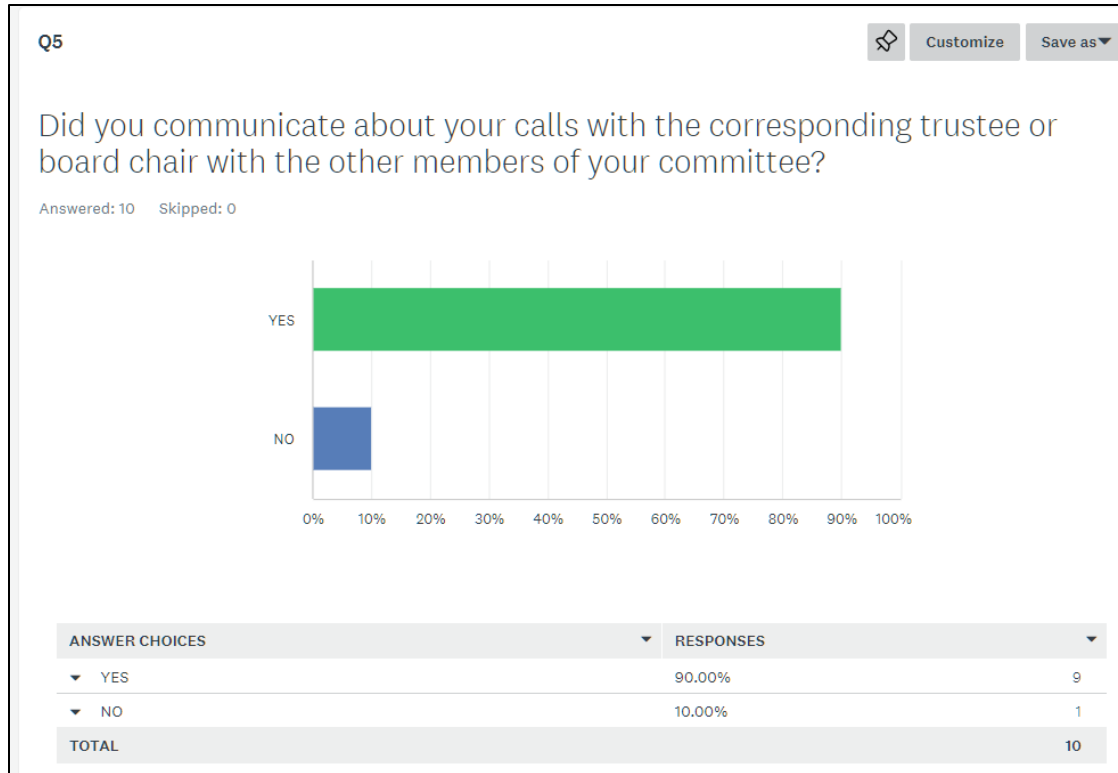 Q5
Customize
Save as
Did you communicate about your calls with the corresponding trustee or
board chair with the other members of your committee?
Answered: 10 Skipped: 0
YES
NO
0% 10% 20% 30% 40% 50% 60% 70% 80% 90% 100%
ANSWER CHOICES RESPONSES
YES 90.00% 9
NO 10.00% 1
TOTAL 10